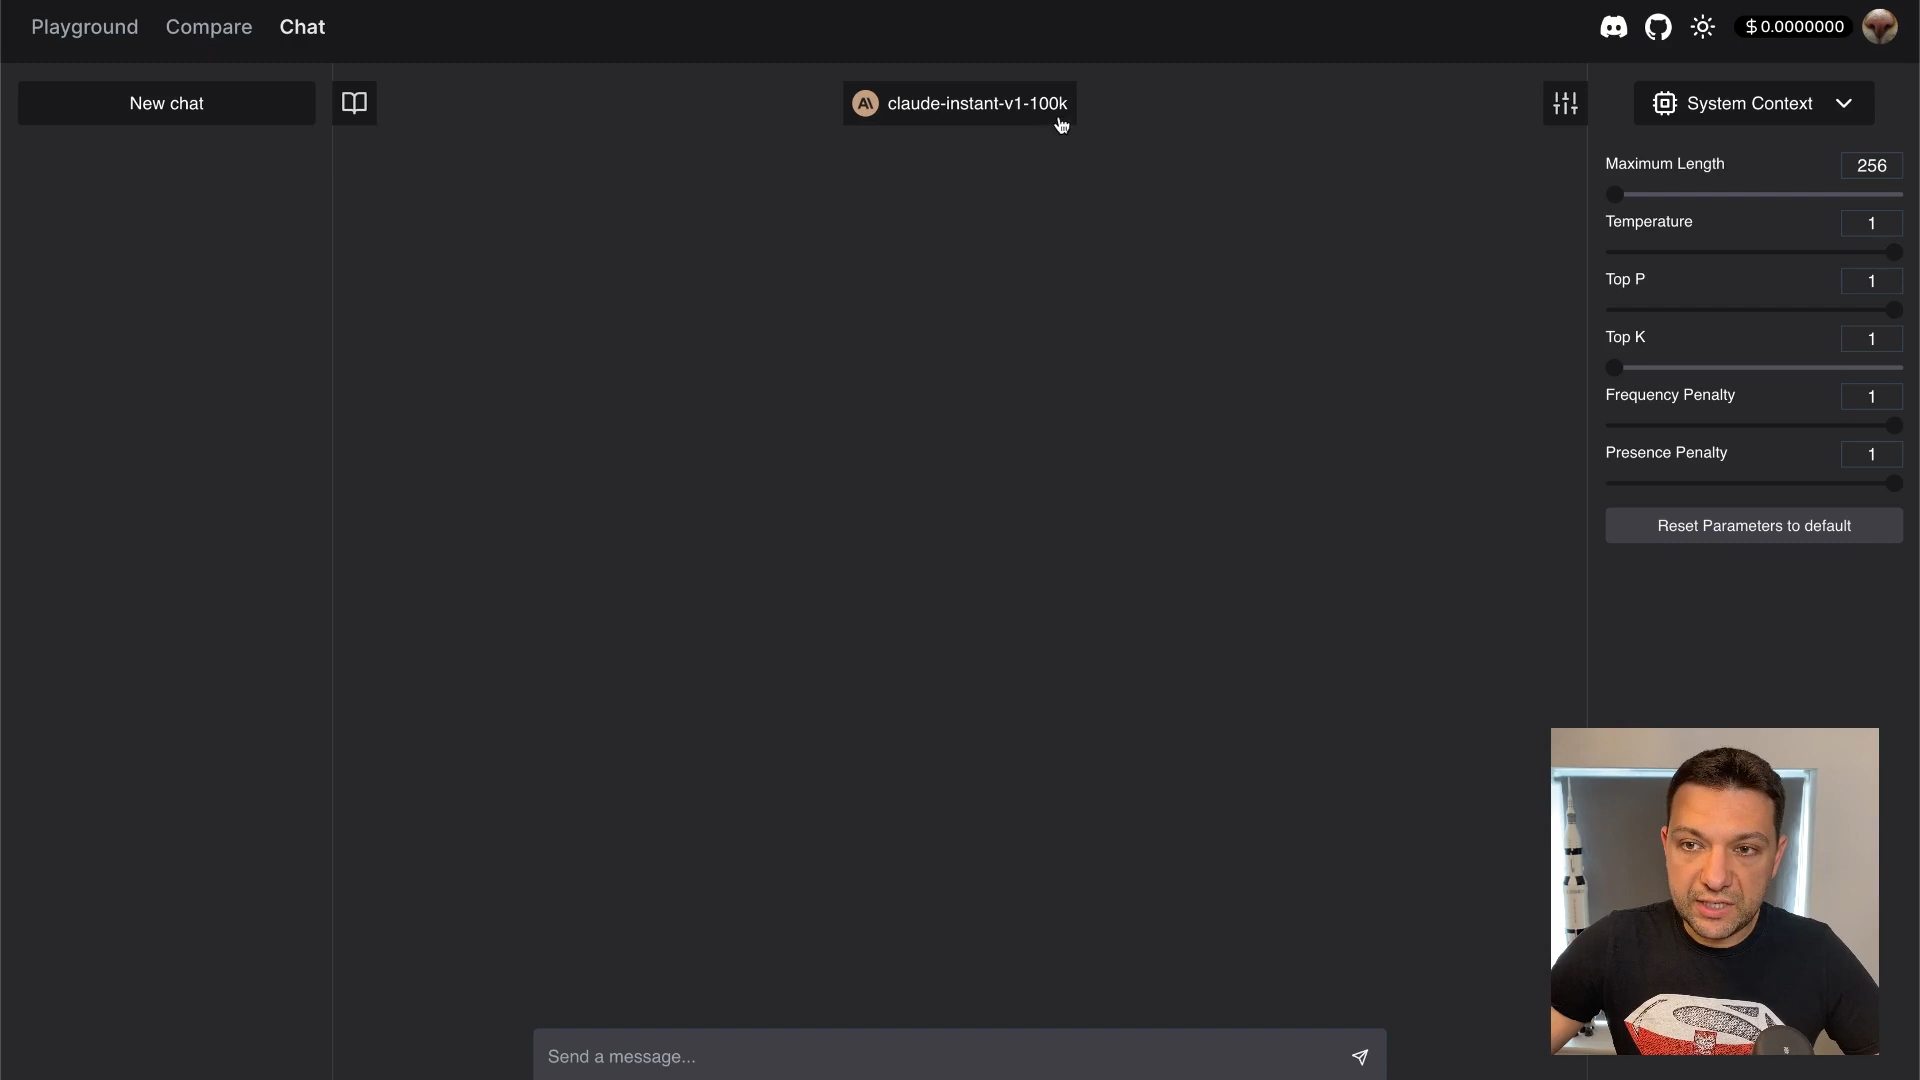 Playground Compare Chat
$ 0.0000000
New chat
claude-instant-v1-100k
System Context
Maximum Length 256
Temperature 1
Top P 1
Top K 1
Frequency Penalty 1
Presence Penalty 1
Reset Parameters to default
Send a message...